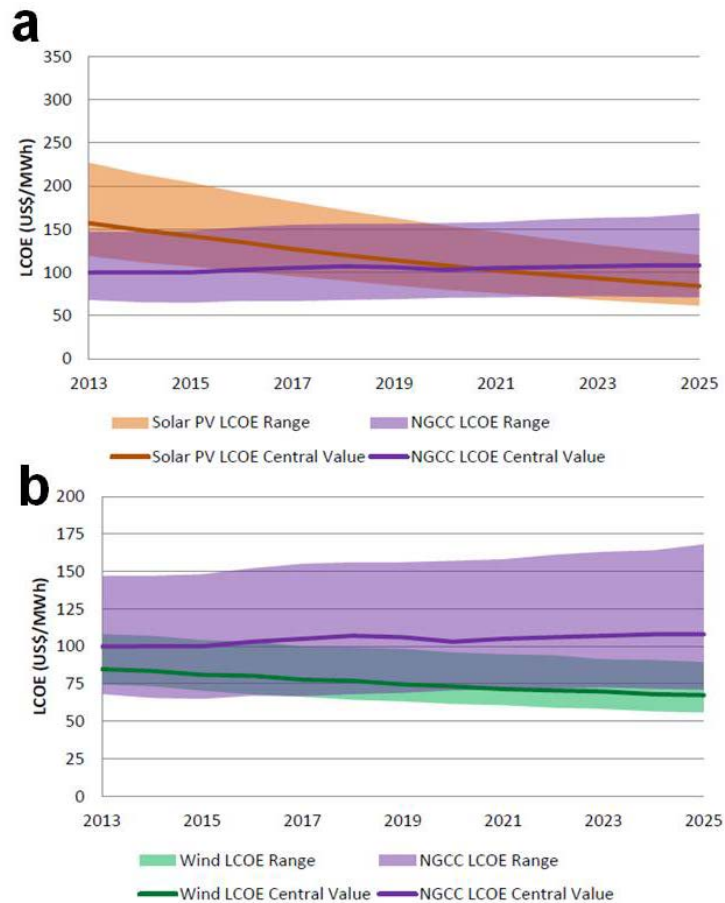 a
350
300
250
200
150
100
50
0
LCOE (US$/MWh)
2013 2015 2017 2019 2021 2023 2025
Solar PV LCOE Range NGCC LCOE Range
Solar PV LCOE Central Value NGCC LCOE Central Value
b
200
175
150
125
100
75
50
25
0
LCOE (US$/MWh)
2013 2015 2017 2019 2021 2023 2025
Wind LCOE Range NGCC LCOE Range
Wind LCOE Central Value NGCC LCOE Central Value